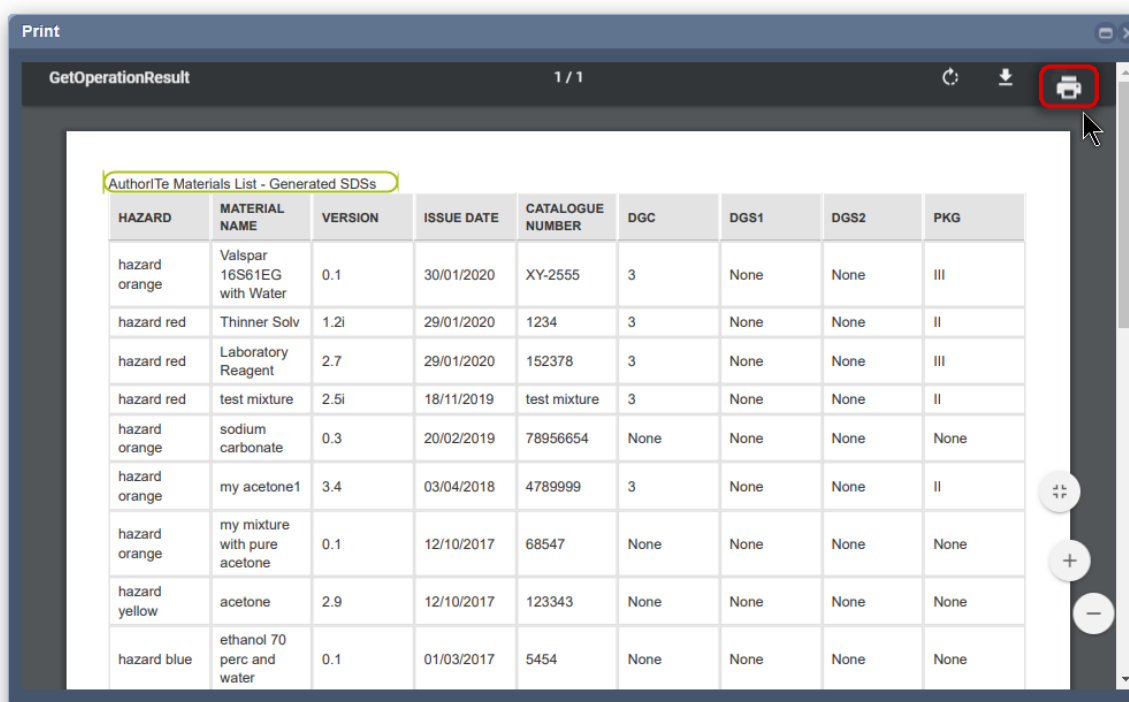 Print
GetOperationResult 1 / 1
AuthorITe Materials List - Generated SDSs
HAZARD MATERIAL NAME VERSION ISSUE DATE CATALOGUE NUMBER DGC DGS1 DGS2 PKG
hazard orange Valspar 16S61EG with Water 0.1 30/01/2020 XY-2555 3 None None III
hazard red Thinner Solv 1.2i 29/01/2020 1234 3 None None II
hazard red Laboratory Reagent 2.7 29/01/2020 152378 3 None None III
hazard red test mixture 2.5i 18/11/2019 test mixture 3 None None II
hazard orange sodium carbonate 0.3 20/02/2019 78956654 None None None None
hazard orange my acetone1 3.4 03/04/2018 4789999 3 None None II
hazard orange my mixture with pure acetone 0.1 12/10/2017 68547 None None None None
hazard yellow acetone 2.9 12/10/2017 123343 None None None None
hazard blue ethanol 70 perc and water 0.1 01/03/2017 5454 None None None None